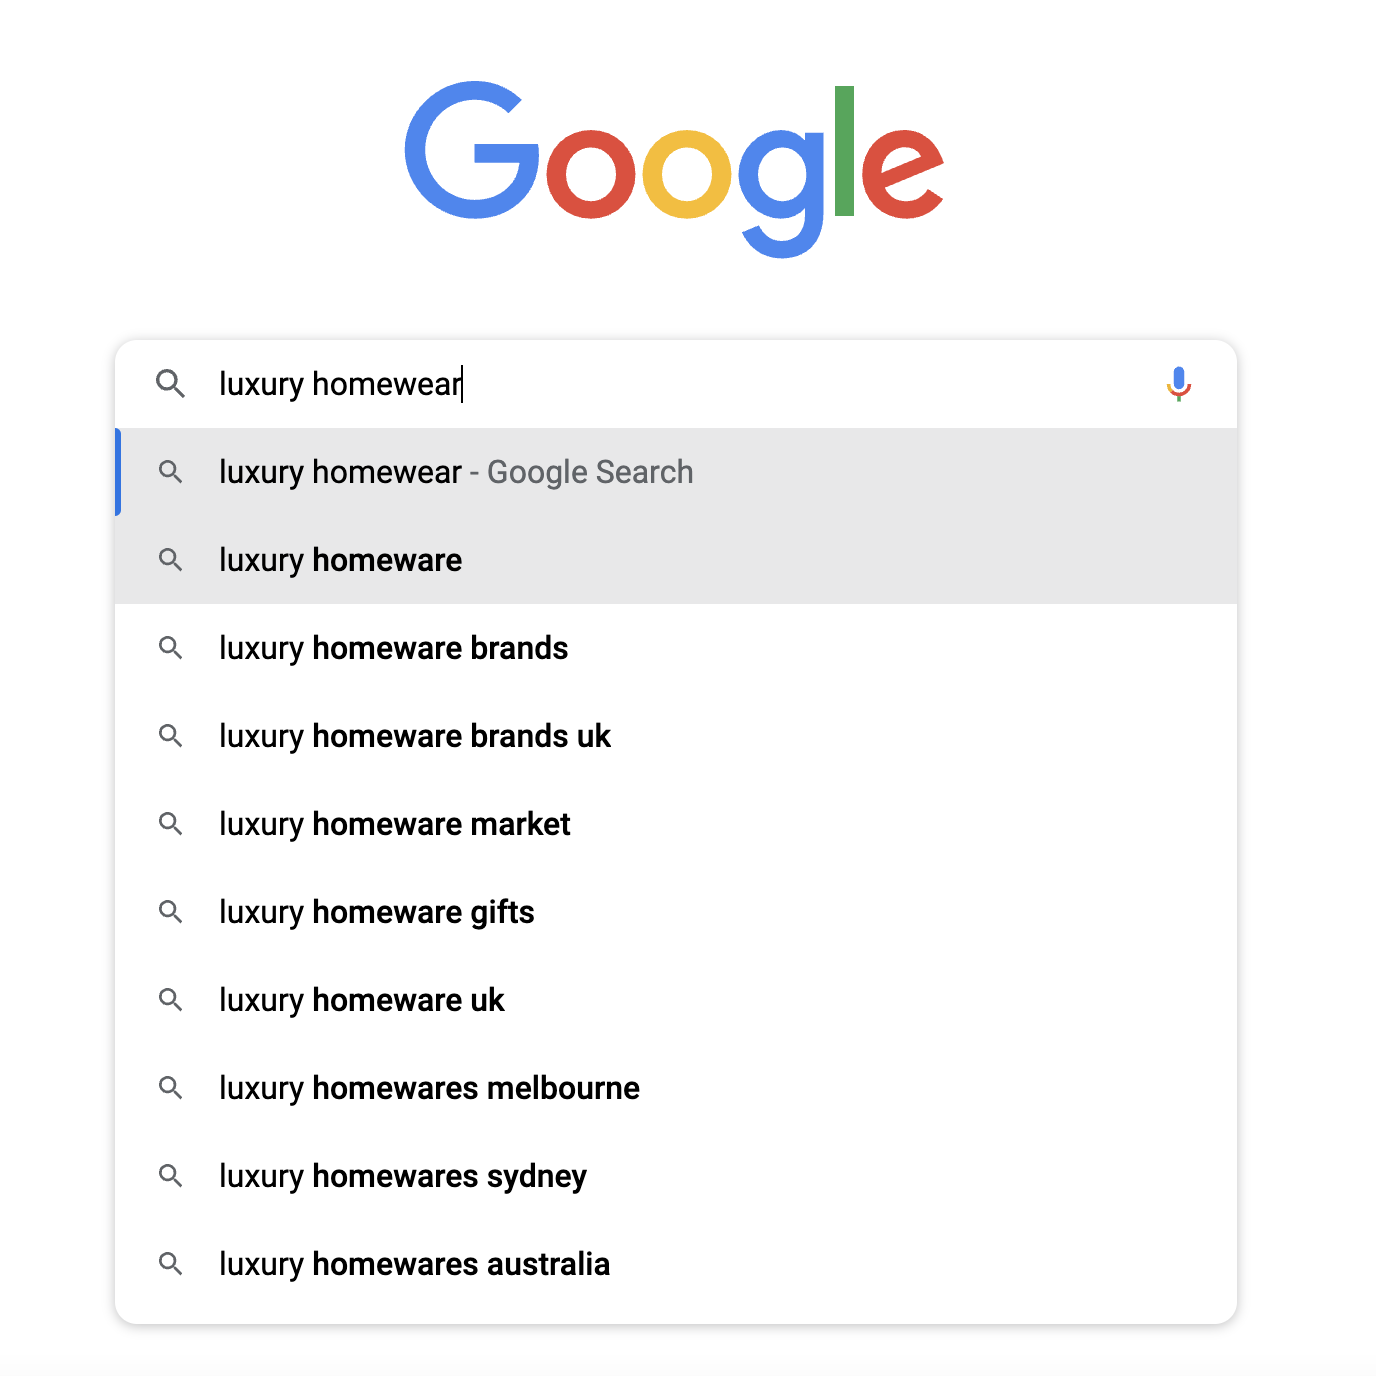 Google
luxury homewear
luxury homewear - Google Search
luxury homeware
luxury homeware brands
luxury homeware brands uk
luxury homeware market
luxury homeware gifts
luxury homeware uk
luxury homewares melbourne
luxury homewares sydney
luxury homewares australia